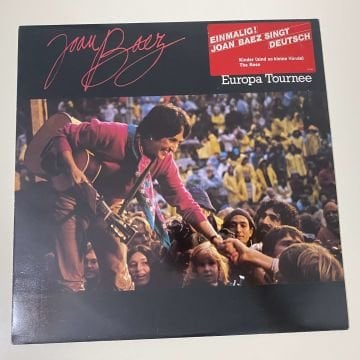 Joan Baez
EINMALIG!
JOAN BAEZ SINGT
DEUTSCH
Kinder (sind so kleine Hände)
The Rose
Europa Tournee